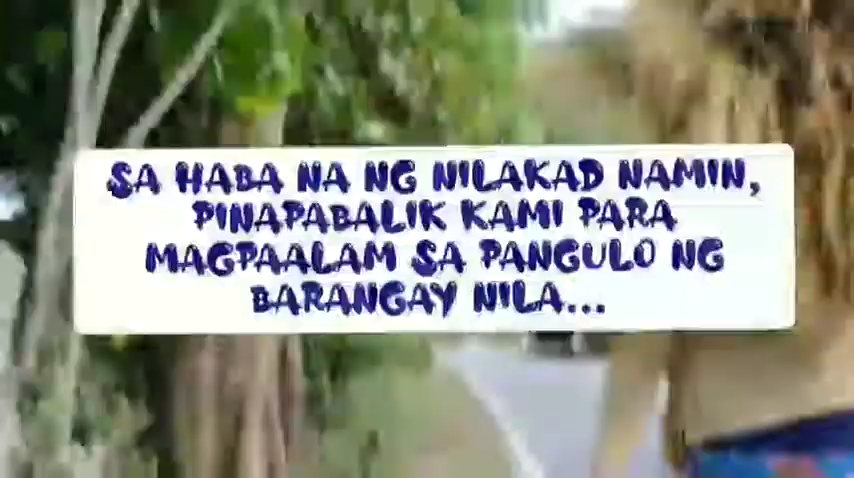 SA HABA NA NG NILAKAD NAMIN,
PINAPABALIK KAMI PARA
MAGPAALAM SA PANGULO NG
BARANGAY NILA...